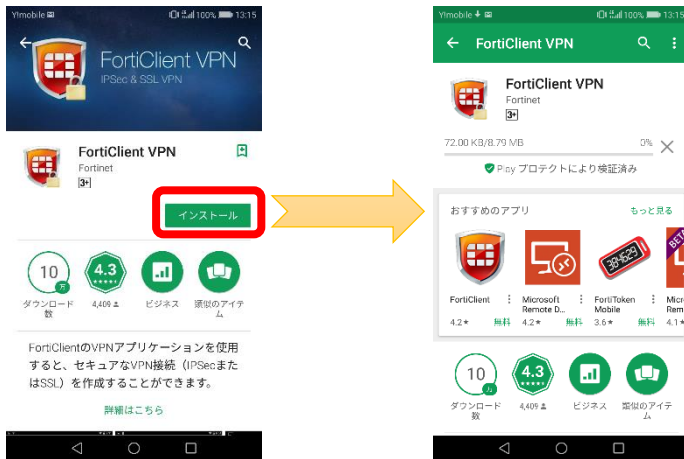 Y!mobile 100% 13:15
FortiClient VPN
IPSec & SSL VPN
FortiClient VPN
Fortinet
3+
インストール
10
万
4.3
ダウンロード
数
4,409
ビジネス
類似のアイテ
ム
FortiClientのVPNアプリケーションを使用
すると、セキュアなVPN接続（IPSecまた
はSSL）を作成することができます。
詳細はこちら
Y!mobile 100% 13:15
FortiClient VPN
FortiClient VPN
Fortinet
3+
72.00 KB/8.79 MB 0%
Play プロテクトにより検証済み
おすすめのアプリ もっと見る
384629
BETA
FortiClient
4.2★ 無料
Microsoft
Remote D...
4.2★ 無料
FortiToken
Mobile
3.6★ 無料
Micr
Rem
4.1★
10
万
4.3
ダウンロード
数
4,409
ビジネス
類似のアイテ
ム